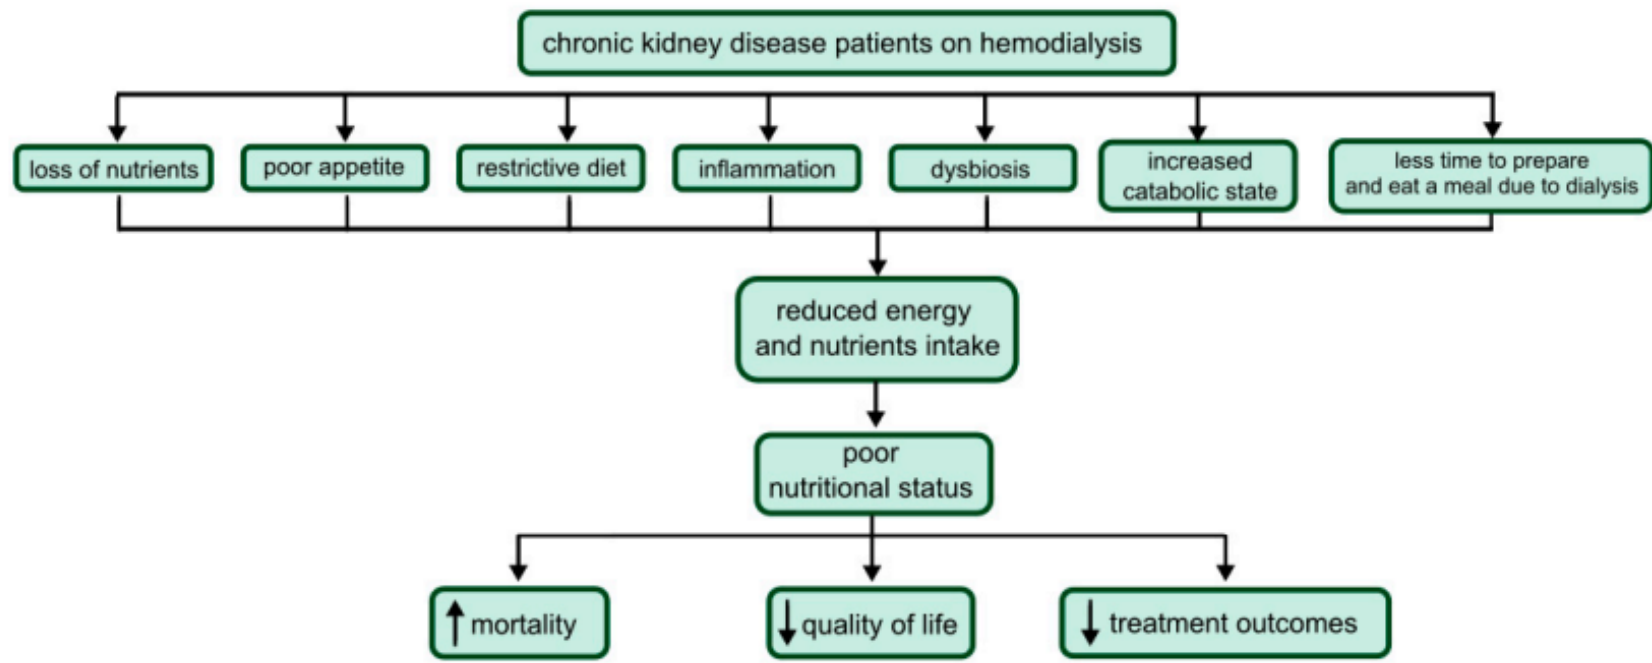 chronic kidney disease patients on hemodialysis
loss of nutrients
poor appetite
restrictive diet
inflammation
dysbiosis
increased
catabolic state
less time to prepare
and eat a meal due to dialysis
reduced energy
and nutrients intake
poor
nutritional status
↑ mortality
↓ quality of life
↓ treatment outcomes